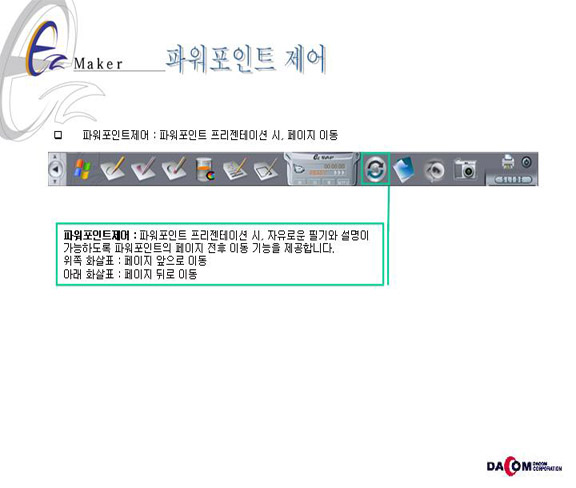 Ez
Maker
파워포인트 제어
파워포인트제어 : 파워포인트 프리젠테이션 시, 페이지 이동
00:00:00
파워포인트제어 : 파워포인트 프리젠테이션 시, 자유로운 필기와 설명이
가능하도록 파워포인트의 페이지 전후 이동 기능을 제공합니다.
위쪽 화살표 : 페이지 앞으로 이동
아래 화살표 : 페이지 뒤로 이동
DACOM DACOM
CORPORATION